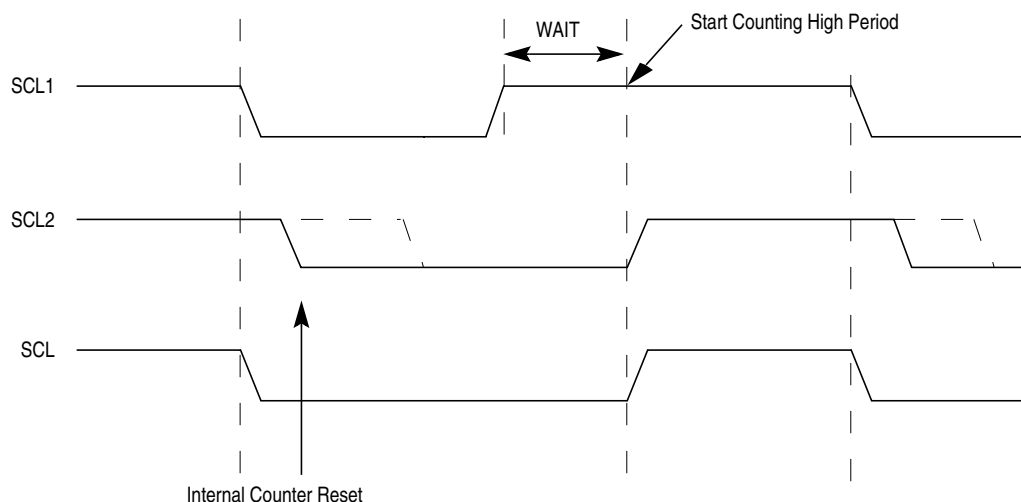 WAIT
Start Counting High Period
SCL1
SCL2
SCL
Internal Counter Reset